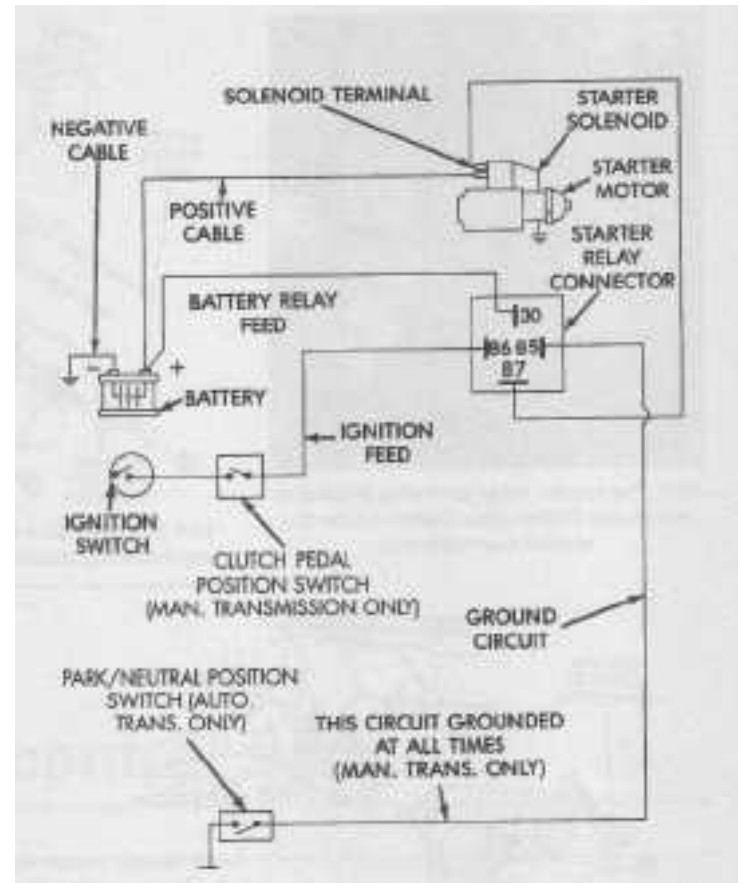 SOLENOID TERMINAL
STARTER
SOLENOID
NEGATIVE
CABLE
STARTER
MOTOR
POSITIVE
CABLE
STARTER
RELAY
CONNECTOR
BATTERY RELAY
FEED
30
86 85
87
−
+
BATTERY
IGNITION
FEED
IGNITION
SWITCH
CLUTCH PEDAL
POSITION SWITCH
(MAN. TRANSMISSION ONLY)
GROUND
CIRCUIT
PARK/NEUTRAL POSITION
SWITCH (AUTO.
TRANS. ONLY)
THIS CIRCUIT GROUNDED
AT ALL TIMES
(MAN. TRANS. ONLY)